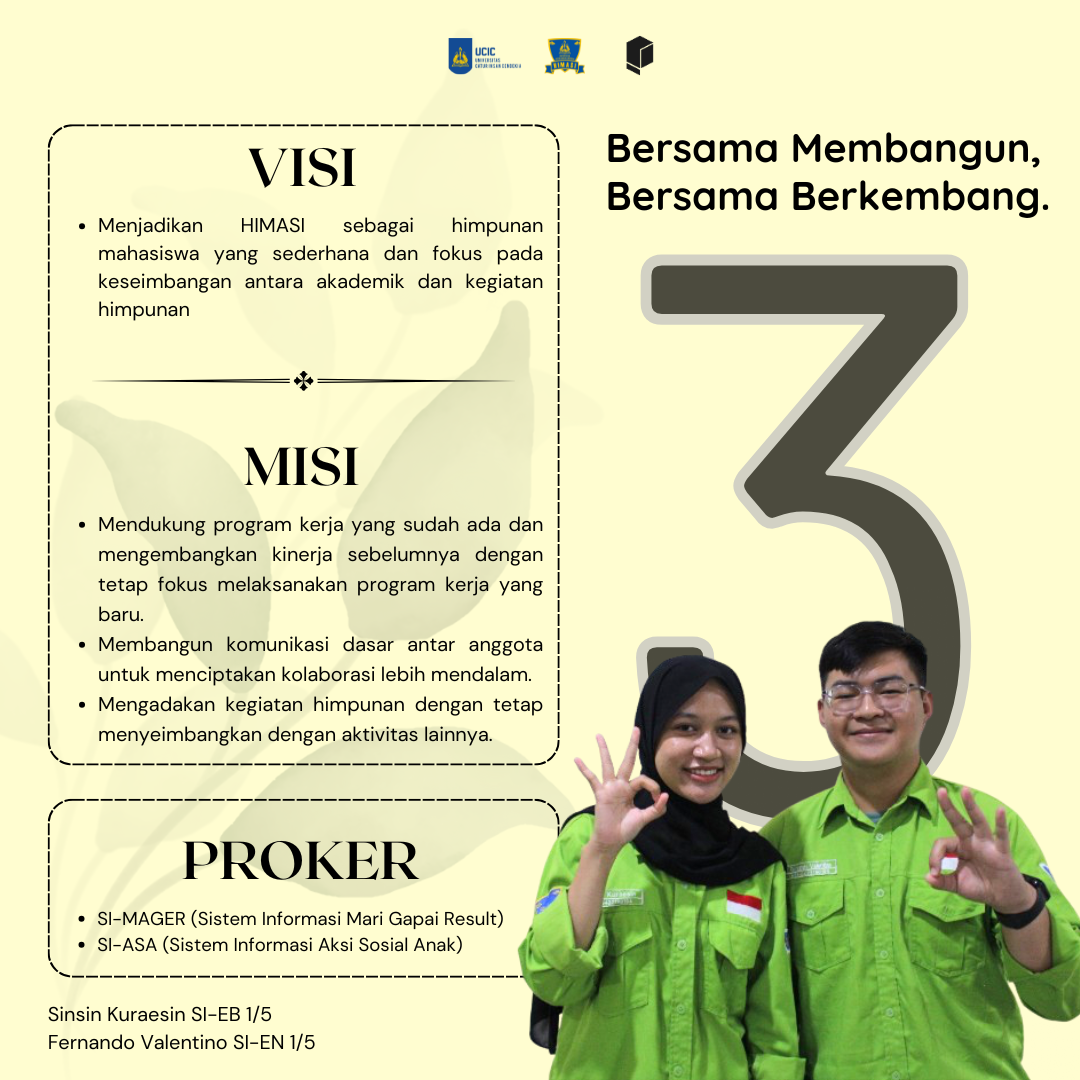 UCIC
UNIVERSITAS
CATUR INSAN CENDEKIA
HIMASI
Bersama Membangun,
Bersama Berkembang.
3
VISI
• Menjadikan HIMASI sebagai himpunan
mahasiswa yang sederhana dan fokus pada
keseimbangan antara akademik dan kegiatan
himpunan
MISI
• Mendukung program kerja yang sudah ada dan
mengembangkan kinerja sebelumnya dengan
tetap fokus melaksanakan program kerja yang
baru.
• Membangun komunikasi dasar antar anggota
untuk menciptakan kolaborasi lebih mendalam.
• Mengadakan kegiatan himpunan dengan tetap
menyeimbangkan dengan aktivitas lainnya.
PROKER
• SI-MAGER (Sistem Informasi Mari Gapai Result)
• SI-ASA (Sistem Informasi Aksi Sosial Anak)
Sinsin Kuraesin SI-EB 1/5
Fernando Valentino SI-EN 1/5